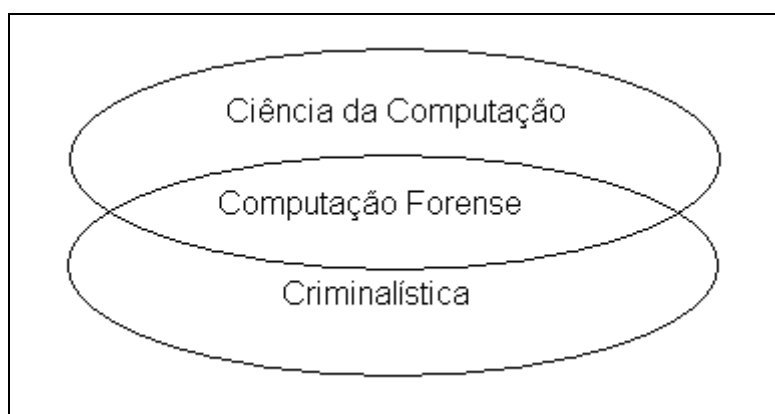 Ciência da Computação
Computação Forense
Criminalística